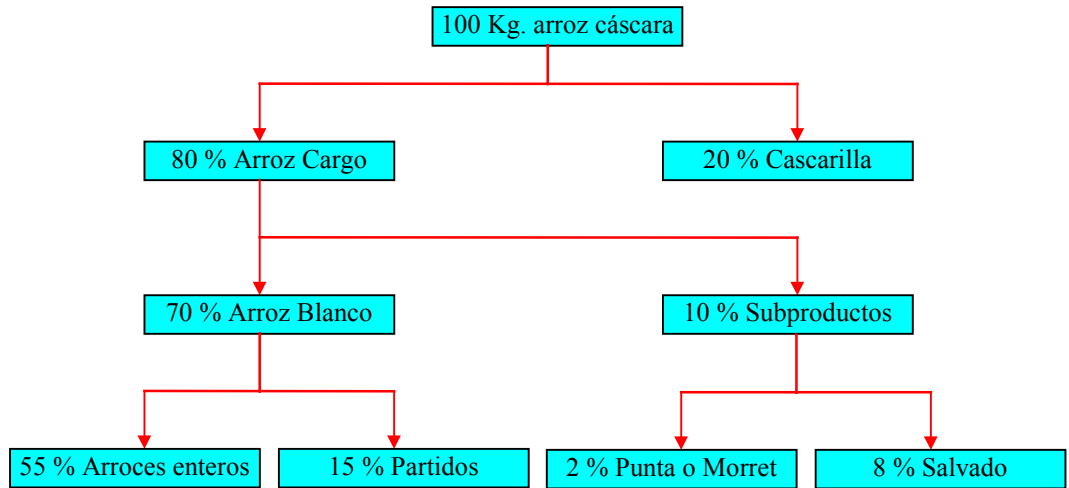 100 Kg. arroz cáscara
80 % Arroz Cargo
20 % Cascarilla
70 % Arroz Blanco
10 % Subproductos
55 % Arroces enteros
15 % Partidos
2 % Punta o Morret
8 % Salvado